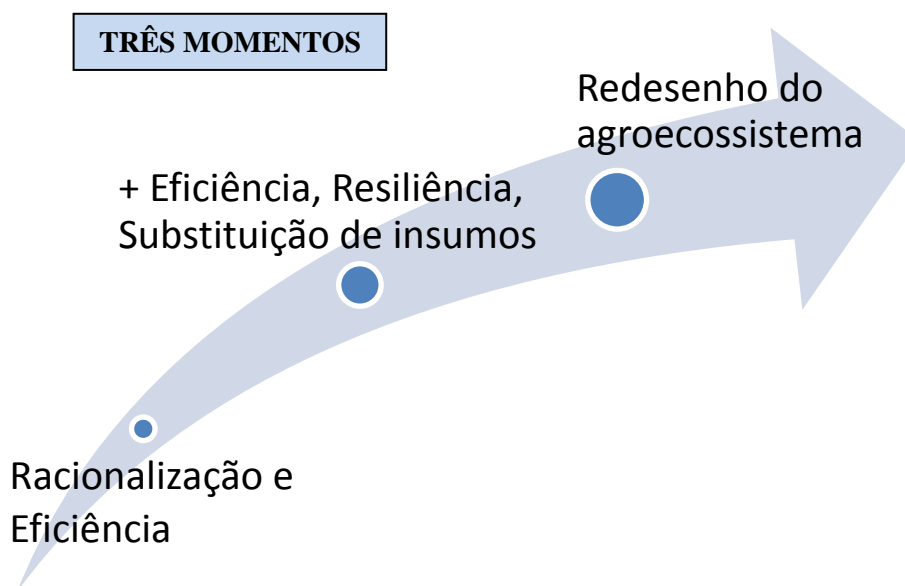 TRÊS MOMENTOS
Redesenho do
agroecossistema
+ Eficiência, Resiliência,
Substituição de insumos
Racionalização e
Eficiência